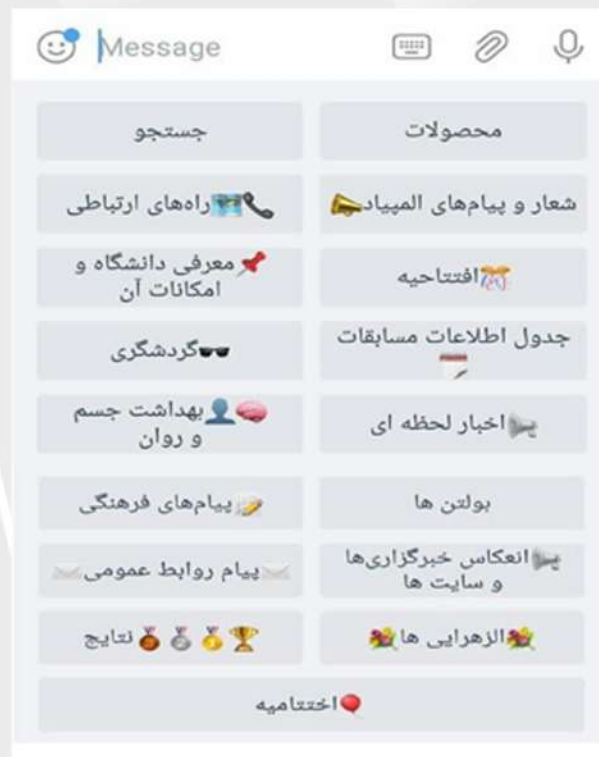 Message
محصولات
جستجو
شعار و پیام‌های المپیاد📣
📞🗺️راه‌های ارتباطی
🎊افتتاحیه
📌معرفی دانشگاه و
امکانات آن
جدول اطلاعات مسابقات
🗒️
🕶️گردشگری
📢اخبار لحظه ای
🧠👤بهداشت جسم
و روان
بولتن ها
📝پیام‌های فرهنگی
📢انعکاس خبرگزاری‌ها
و سایت ها
✉️پیام روابط عمومی✉️
💐الزهرایی ها💐
🏆🥇🥈🥉نتایج
🎈اختتامیه